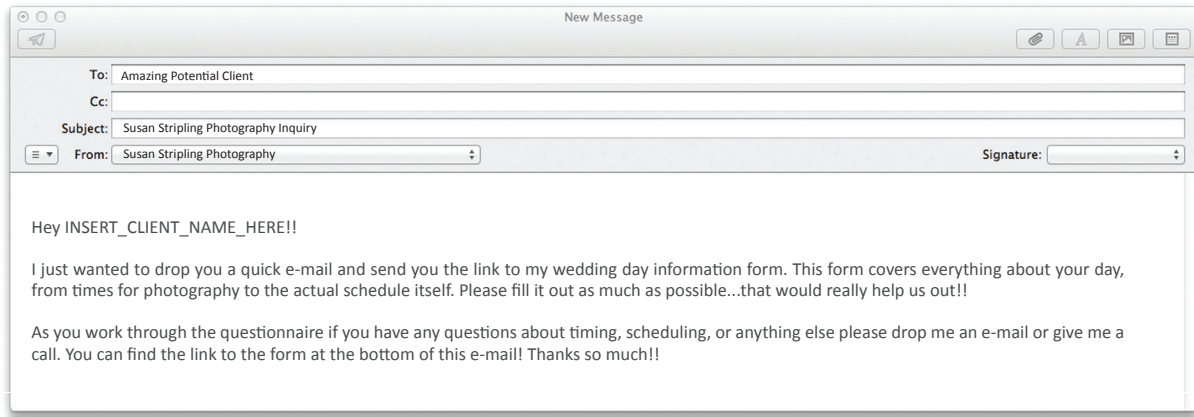 New Message
To: Amazing Potential Client
Cc:
Subject: Susan Stripling Photography Inquiry
From: Susan Stripling Photography Signature:
Hey INSERT_CLIENT_NAME_HERE!!
I just wanted to drop you a quick e-mail and send you the link to my wedding day information form. This form covers everything about your day,
from times for photography to the actual schedule itself. Please fill it out as much as possible...that would really help us out!!
As you work through the questionnaire if you have any questions about timing, scheduling, or anything else please drop me an e-mail or give me a
call. You can find the link to the form at the bottom of this e-mail! Thanks so much!!